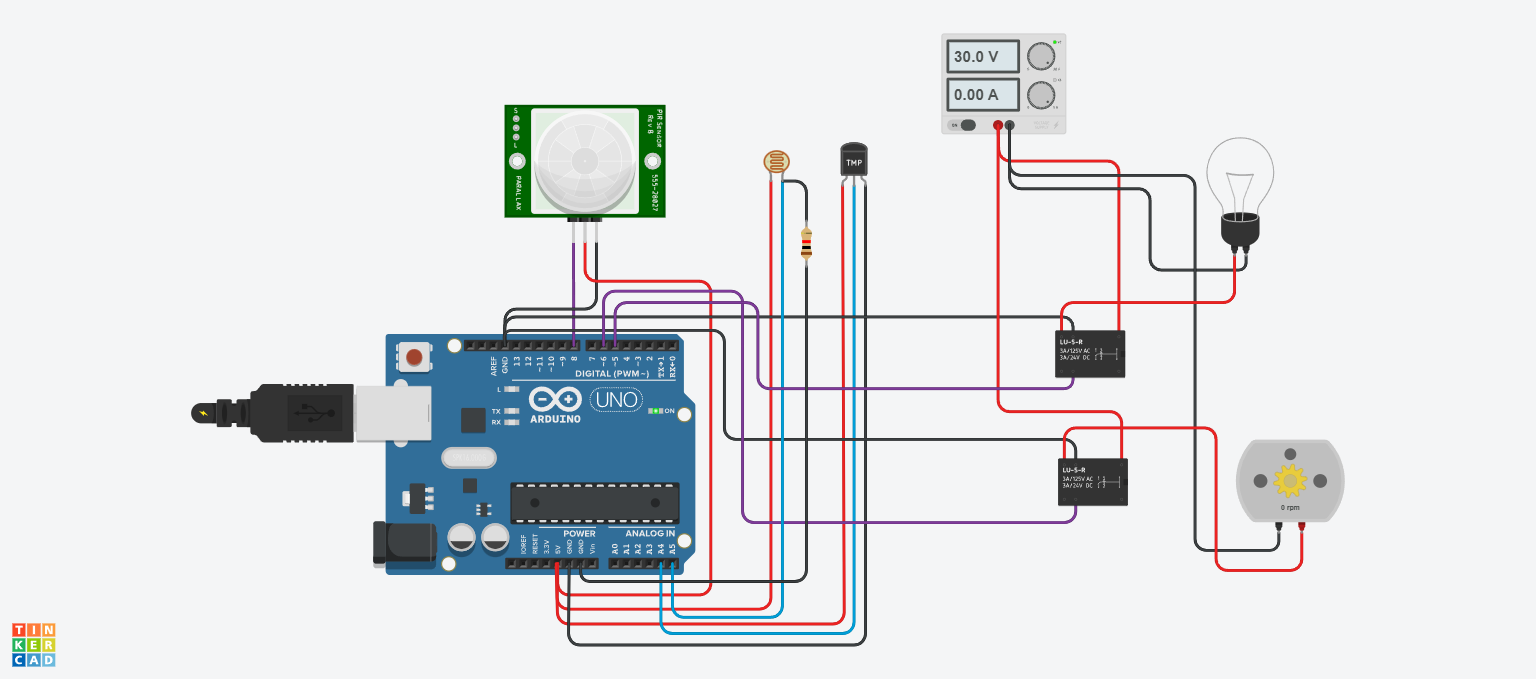 30.0 V
0.00 A
ON
S
L
PARALLAX
PIR SENSOR
Rev B
555-28027
TMP
LU-5-R
3A/125V AC
3A/24V DC
LU-5-R
3A/125V AC
3A/24V DC
0 rpm
AREF
GND
13
12
~11
~10
~9
8
7
~6
~5
4
~3
2
TX→1
RX←0
DIGITAL (PWM~)
L
TX
RX
UNO
ARDUINO
ON
POWER
ANALOG IN
IOREF
RESET
3.3V
5V
GND
GND
Vin
A0
A1
A2
A3
A4
A5
TIN
KER
CAD